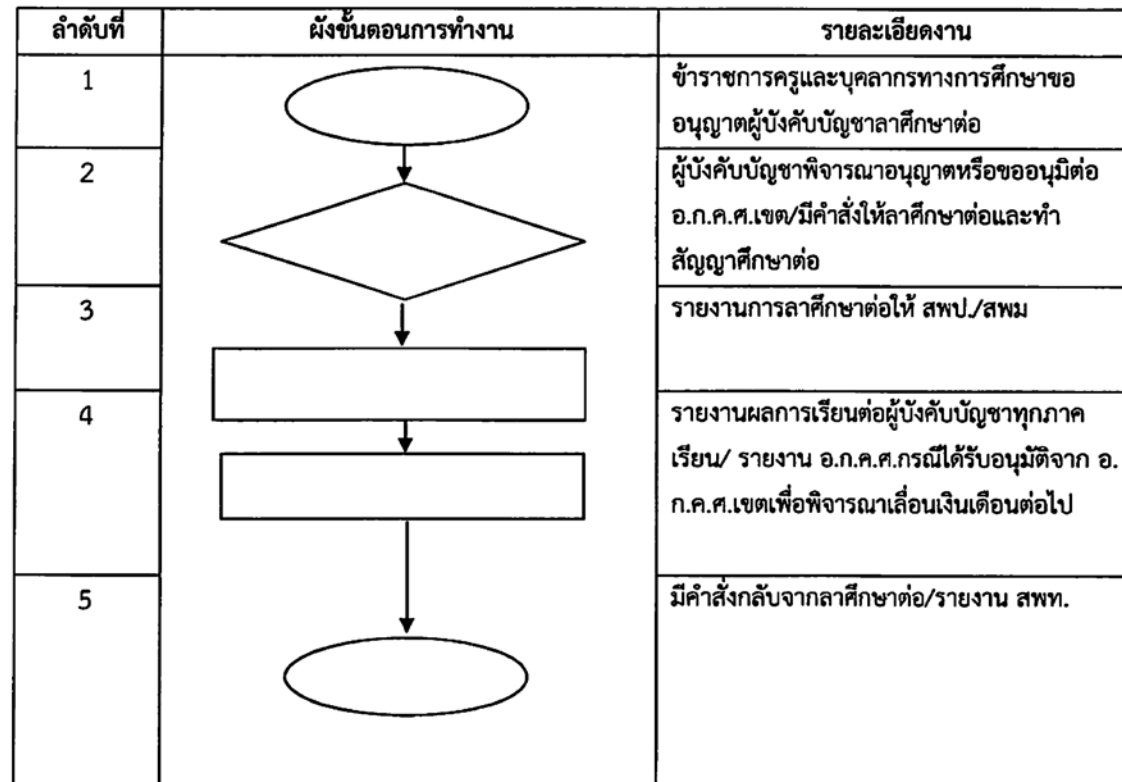 ลำดับที่ ผังขั้นตอนการทำงาน รายละเอียดงาน
1 ข้าราชการครูและบุคลากรทางการศึกษาขอ
อนุญาตผู้บังคับบัญชาลาศึกษาต่อ
2 ผู้บังคับบัญชาพิจารณาอนุญาตหรือขออนุมิต่อ
อ.ก.ค.ศ.เขต/มีคำสั่งให้ลาศึกษาต่อและทำ
สัญญาศึกษาต่อ
3 รายงานการลาศึกษาต่อให้ สพป./สพม
4 รายงานผลการเรียนต่อผู้บังคับบัญชาทุกภาค
เรียน/ รายงาน อ.ก.ค.ศ.กรณีได้รับอนุมัติจาก อ.
ก.ค.ศ.เขตเพื่อพิจารณาเลื่อนเงินเดือนต่อไป
5 มีคำสั่งกลับจากลาศึกษาต่อ/รายงาน สพท.